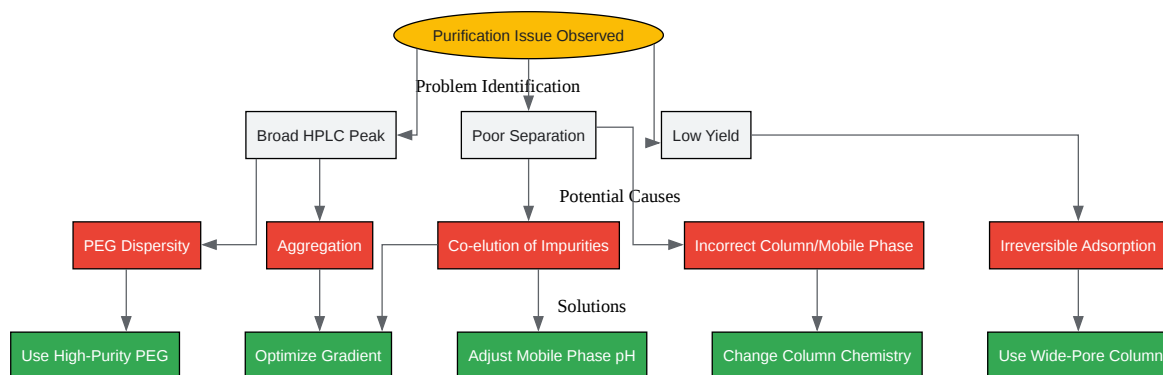 Purification Issue Observed
Problem Identification
Broad HPLC Peak
Poor Separation
Low Yield
Potential Causes
PEG Dispersity
Aggregation
Co-elution of Impurities
Incorrect Column/Mobile Phase
Irreversible Adsorption
Solutions
Use High-Purity PEG
Optimize Gradient
Adjust Mobile Phase pH
Change Column Chemistry
Use Wide-Pore Column